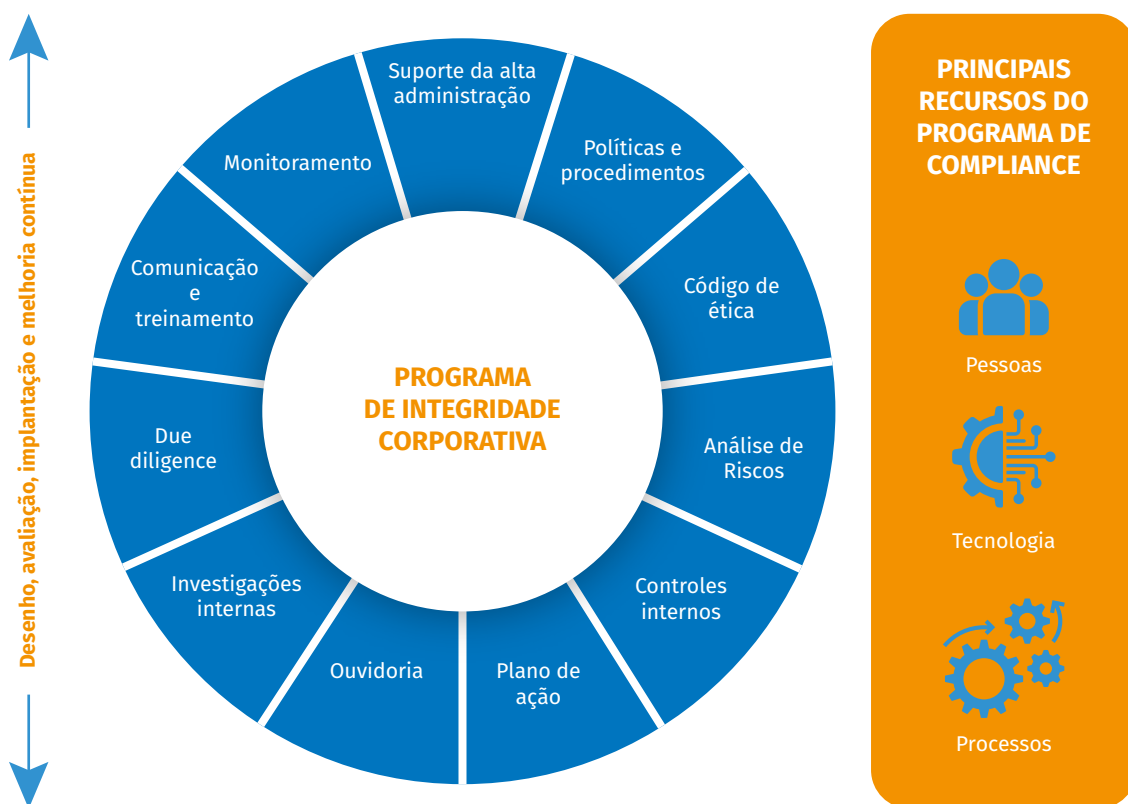 Desenho, avaliação, implantação e melhoria contínua
Suporte da alta
administração
Políticas e
procedimentos
Código de
ética
Análise de
Riscos
Controles
internos
Plano de
ação
Ouvidoria
Investigações
internas
Due
diligence
Comunicação
e
treinamento
Monitoramento
PROGRAMA
DE INTEGRIDADE
CORPORATIVA
PRINCIPAIS
RECURSOS DO
PROGRAMA DE
COMPLIANCE
Pessoas
Tecnologia
Processos